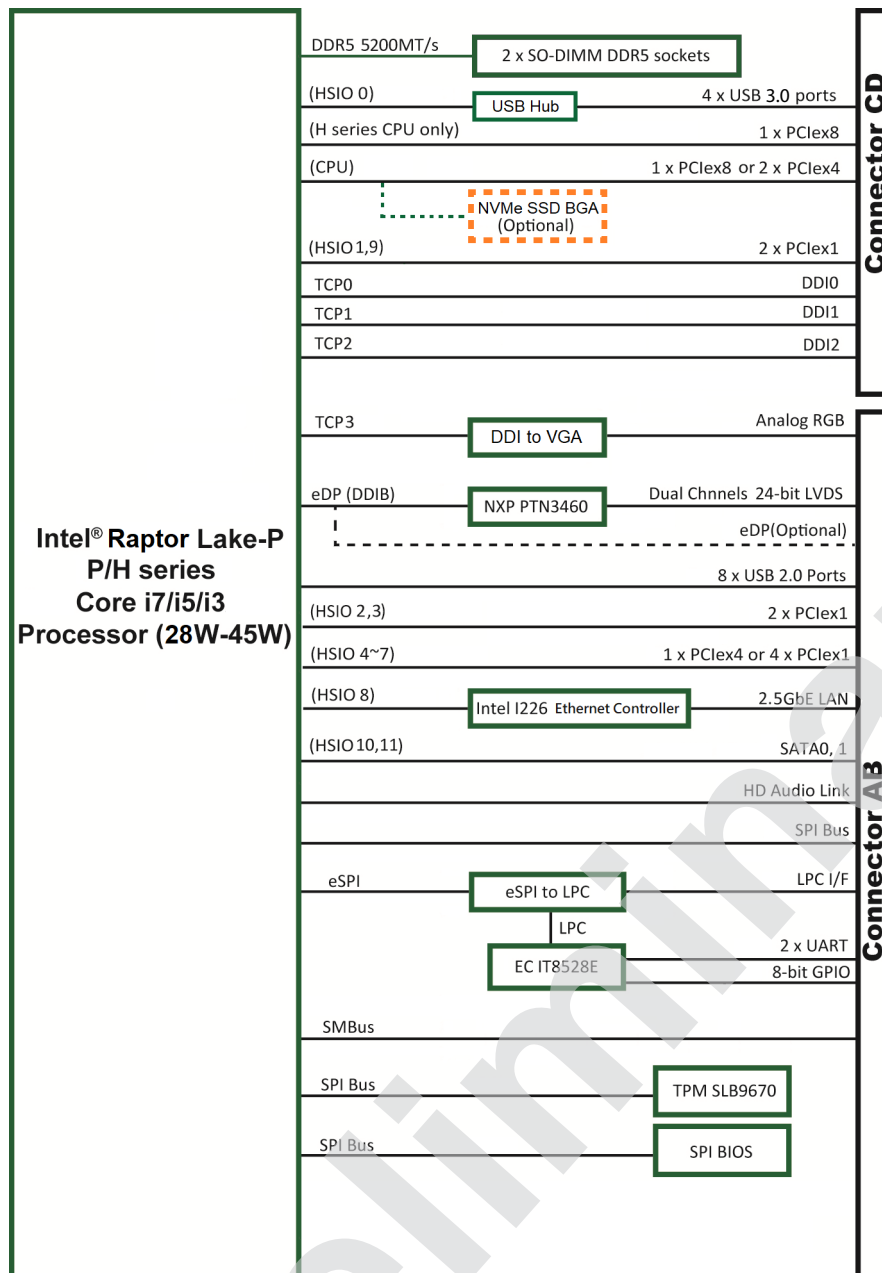 Intel® Raptor Lake-P
P/H series
Core i7/i5/i3
Processor (28W-45W)
DDR5 5200MT/s
2 x SO-DIMM DDR5 sockets
(HSIO 0)
USB Hub
4 x USB 3.0 ports
(H series CPU only)
1 x PCIex8
(CPU)
1 x PCIex8 or 2 x PCIex4
NVMe SSD BGA
(Optional)
(HSIO 1,9)
2 x PCIex1
TCP0
DDI0
TCP1
DDI1
TCP2
DDI2
Connector CD
TCP3
DDI to VGA
Analog RGB
eDP (DDIB)
NXP PTN3460
Dual Chnnels 24-bit LVDS
eDP(Optional)
8 x USB 2.0 Ports
(HSIO 2,3)
2 x PCIex1
(HSIO 4~7)
1 x PCIex4 or 4 x PCIex1
(HSIO 8)
Intel I226 Ethernet Controller
2.5GbE LAN
(HSIO 10,11)
SATA0, 1
HD Audio Link
SPI Bus
eSPI
eSPI to LPC
LPC I/F
LPC
EC IT8528E
2 x UART
8-bit GPIO
Connector AB
SMBus
SPI Bus
TPM SLB9670
SPI Bus
SPI BIOS